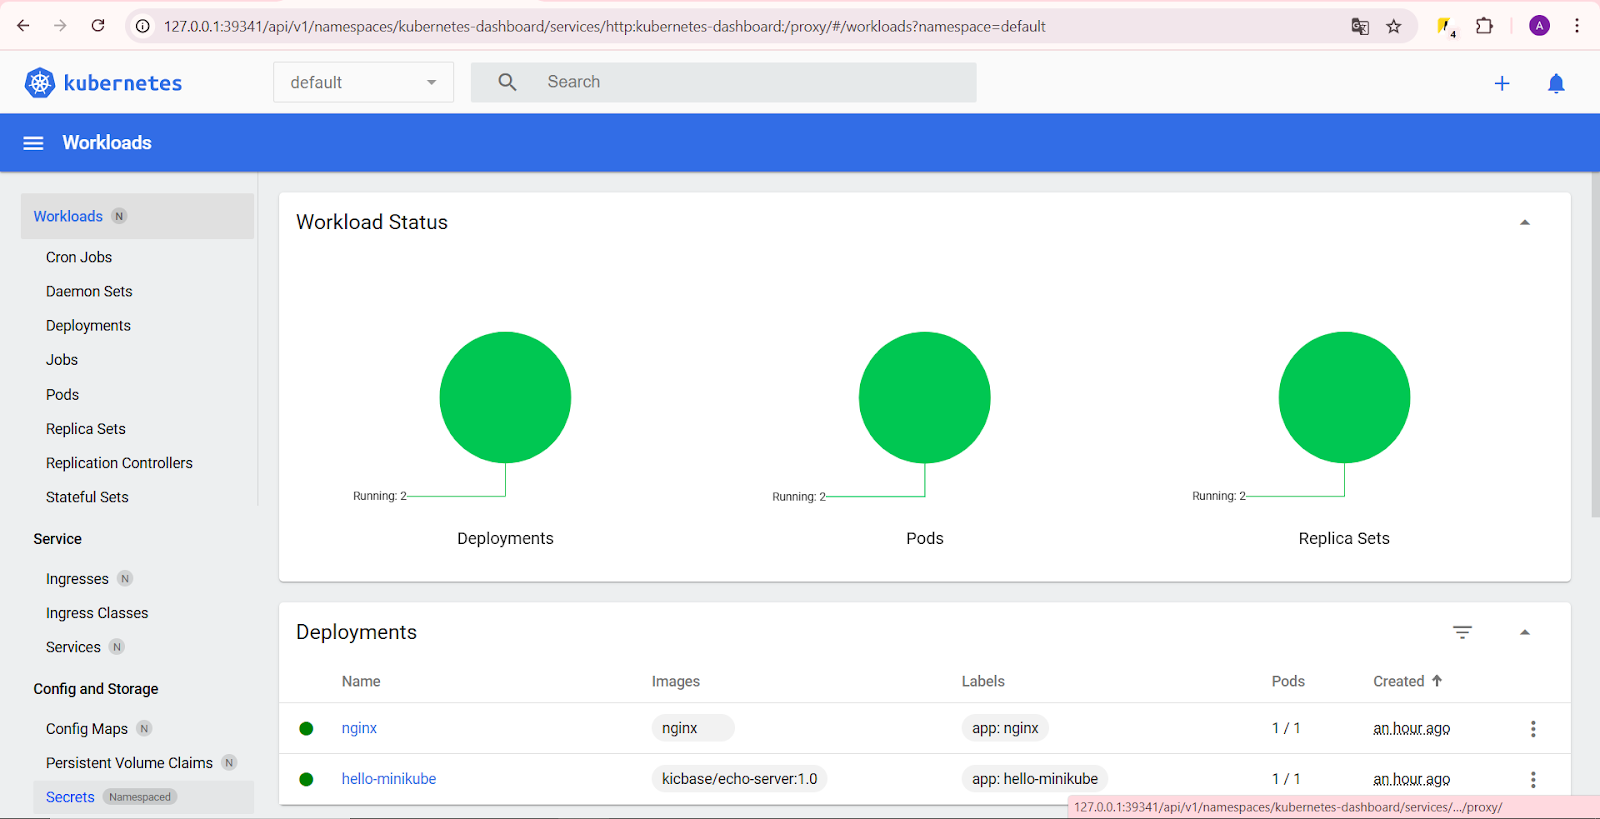 127.0.0.1:39341/api/v1/namespaces/kubernetes-dashboard/services/http:kubernetes-dashboard:/proxy/#/workloads?namespace=default
4
A
kubernetes
default
Search
Workloads
Workloads N
Cron Jobs
Daemon Sets
Deployments
Jobs
Pods
Replica Sets
Replication Controllers
Stateful Sets
Service
Ingresses N
Ingress Classes
Services N
Config and Storage
Config Maps N
Persistent Volume Claims N
Secrets Namespaced
Workload Status
Running: 2
Deployments
Running: 2
Pods
Running: 2
Replica Sets
Deployments
Name Images Labels Pods Created
nginx nginx app: nginx 1 / 1 an hour ago
hello-minikube kicbase/echo-server:1.0 app: hello-minikube 1 / 1 an hour ago
127.0.0.1:39341/api/v1/namespaces/kubernetes-dashboard/services/.../proxy/